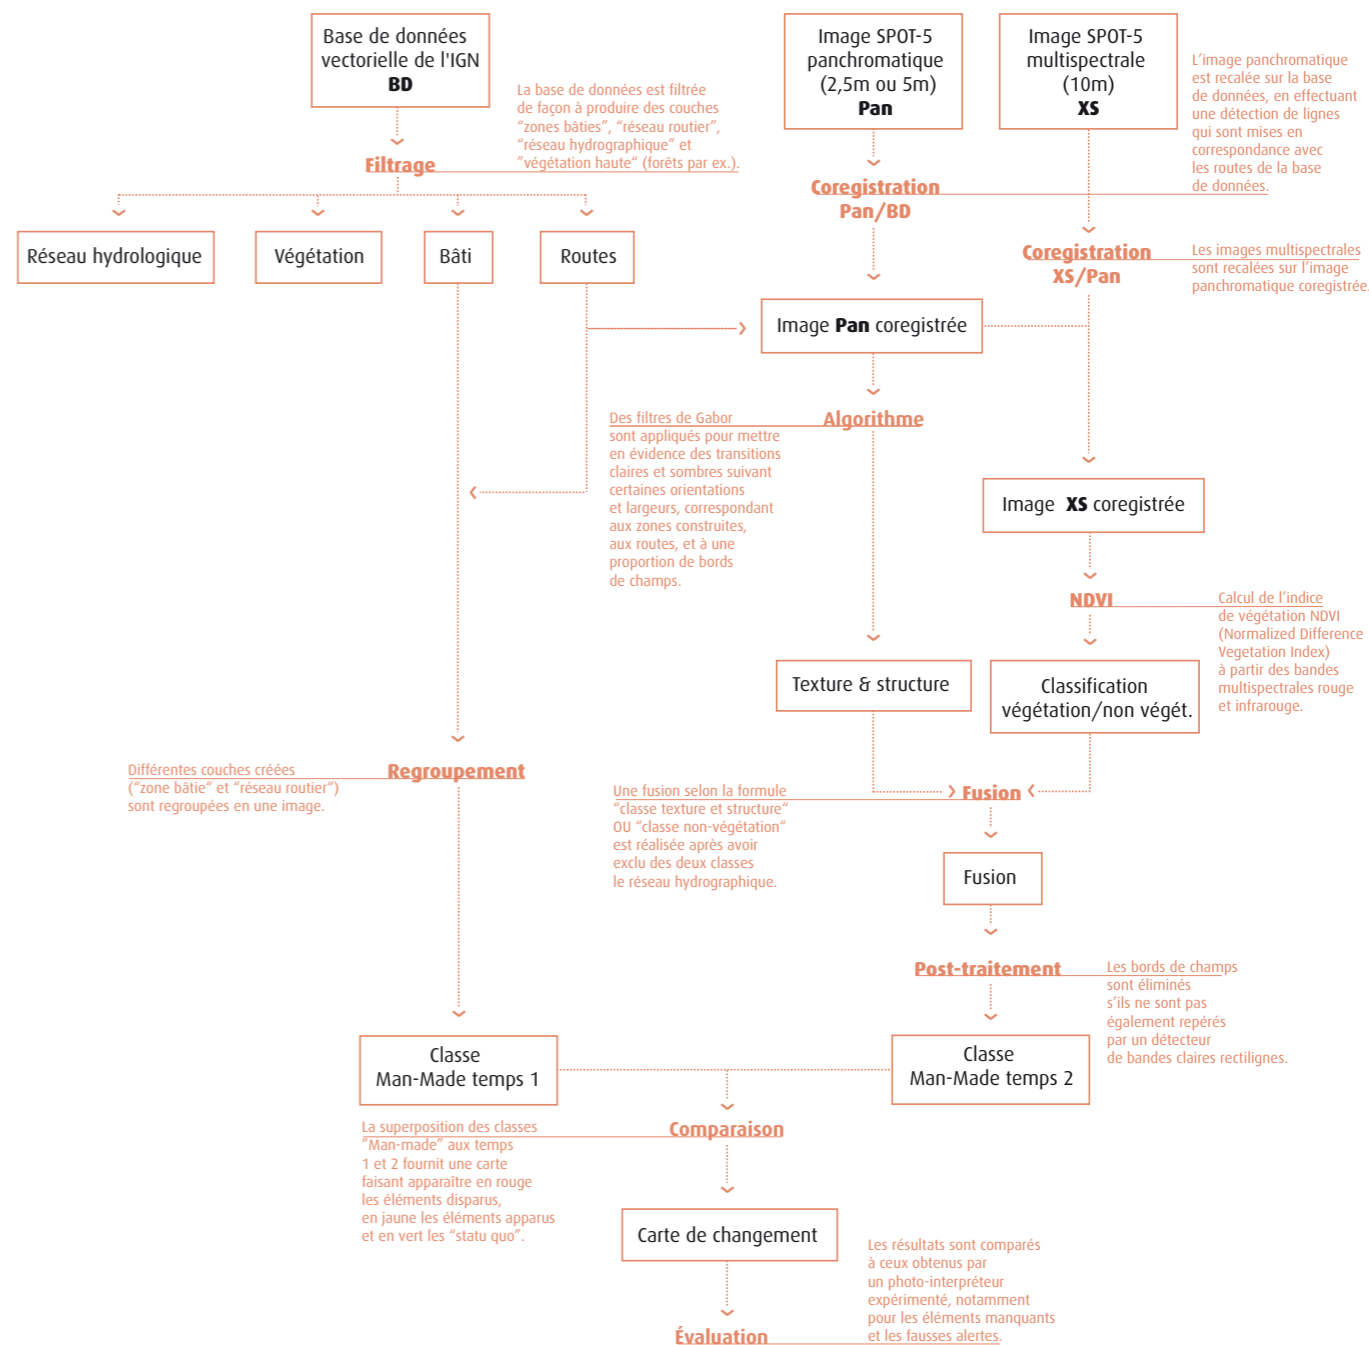 Base de données
vectorielle de l'IGN
BD
Image SPOT-5
panchromatique
(2,5m ou 5m)
Pan
Image SPOT-5
multispectrale
(10m)
XS
L'image panchromatique
est recalée sur la base
de données, en effectuant
une détection de lignes
qui sont mises en
correspondance avec
les routes de la base
de données.
La base de données est filtrée
de façon à produire des couches
"zones bâties", "réseau routier",
"réseau hydrographique" et
"végétation haute" (forêts par ex.).
Filtrage
Coregistration
Pan/BD
Réseau hydrologique
Végétation
Bâti
Routes
Coregistration
XS/Pan
Les images multispectrales
sont recalées sur l'image
panchromatique coregistrée.
Image Pan coregistrée
Des filtres de Gabor
sont appliqués pour mettre
en évidence des transitions
claires et sombres suivant
certaines orientations
et largeurs, correspondant
aux zones construites,
aux routes, et à une
proportion de bords
de champs.
Algorithme
Image XS coregistrée
NDVI
Calcul de l'indice
de végétation NDVI
(Normalized Difference
Vegetation Index)
à partir des bandes
multispectrales rouge
et infrarouge.
Texture & structure
Classification
végétation/non végét.
Différentes couches créées
("zone bâtie" et "réseau routier")
sont regroupées en une image.
Regroupement
Une fusion selon la formule
"classe texture et structure"
OU "classe non-végétation"
est réalisée après avoir
exclu des deux classes
le réseau hydrographique.
Fusion
Fusion
Post-traitement
Les bords de champs
sont éliminés
s'ils ne sont pas
également repérés
par un détecteur
de bandes claires rectilignes.
Classe
Man-Made temps 1
Classe
Man-Made temps 2
La superposition des classes
"Man-made" aux temps
1 et 2 fournit une carte
faisant apparaître en rouge
les éléments disparus,
en jaune les éléments apparus
et en vert les "statu quo".
Comparaison
Carte de changement
Les résultats sont comparés
à ceux obtenus par
un photo-interpréteur
expérimenté, notamment
pour les éléments manquants
et les fausses alertes.
Évaluation